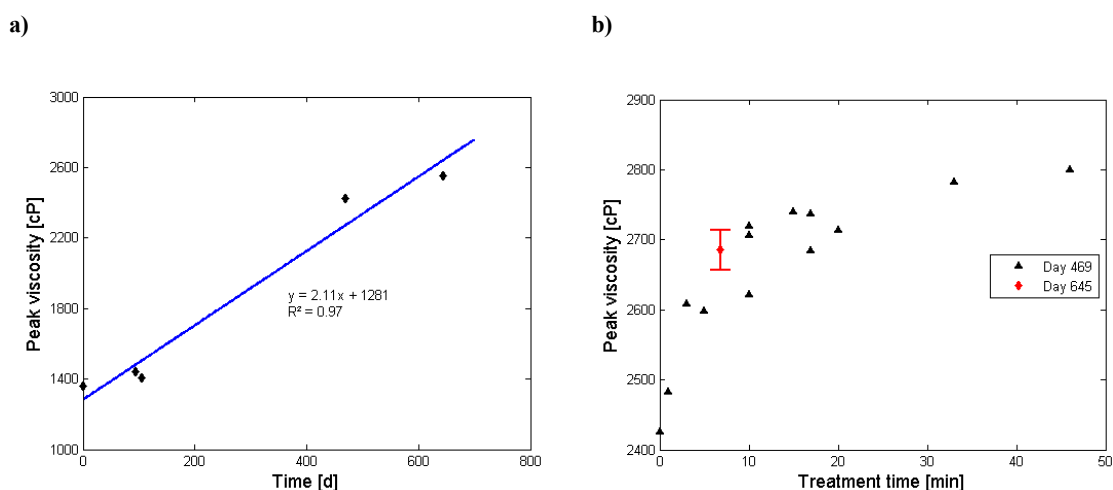 a)
b)
3000
2600
2200
1800
1400
1000
Peak viscosity [cP]
y = 2.11x + 1281
R² = 0.97
0
200
400
600
800
Time [d]
2900
2800
2700
2600
2500
2400
Peak viscosity [cP]
Day 469
Day 645
0
10
20
30
40
50
Treatment time [min]